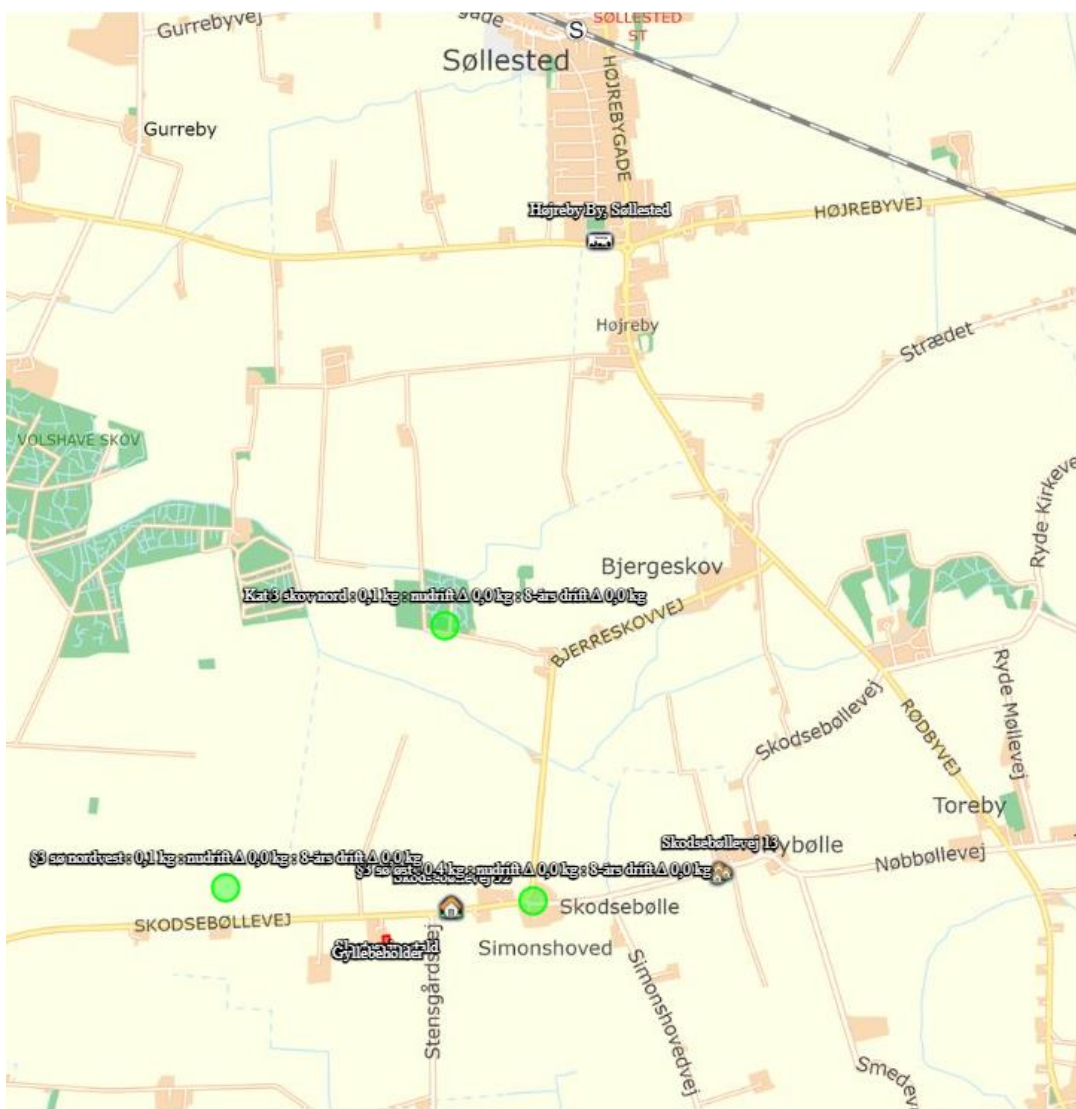 SØLLESTED
ST
S
Gurrebyvej
gade
Søllested
Gurreby
HØJREBYGADE
Højreby By, Søllested
HØJREBYVEJ
Højreby
Strædet
VOLSHAVE SKOV
Ryde Kirkeve
Bjergeskov
Kat 3 skov nord : 0,1 kg : nudrift Δ 0,0 kg : 8-års drift Δ 0,0 kg
BJERRESKOVVEJ
Ryde Møllevej
Skodsebøllevej
RØDBYVEJ
Toreby
Skodsebøllevej 13
ybølle
§3 sø nordvest : 0,1 kg : nudrift Δ 0,0 kg : 8-års drift Δ 0,0 kg
§3 sø øst : 0,4 kg : nudrift Δ 0,0 kg : 8-års drift Δ 0,0 kg
Nøbbøllevej
SKODSEBØLLEVEJ
Skodsebølle
Simonshoved
Gyllebeholder
Stensgårdsvej
Simonshovedvej
Smedev